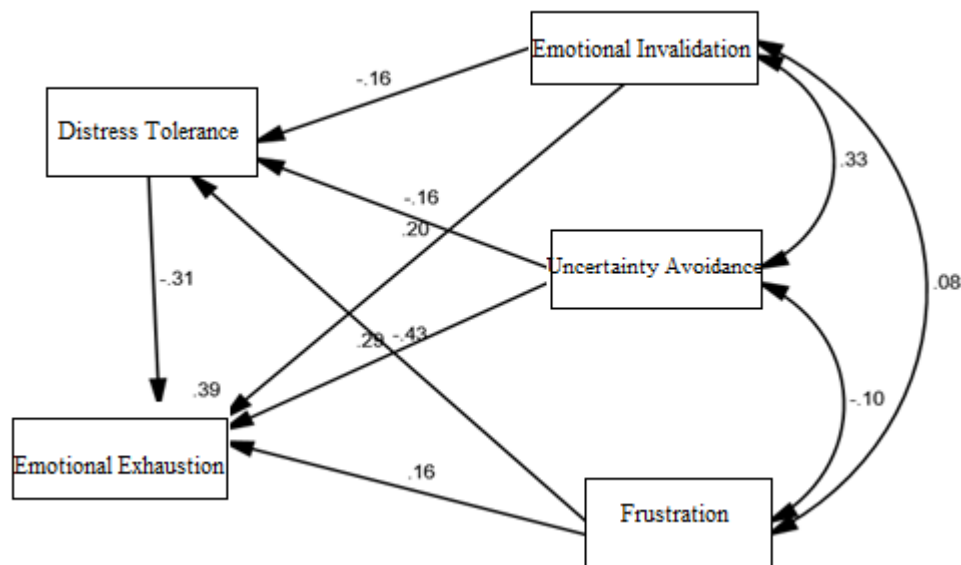 Emotional Invalidation
-.16
Distress Tolerance
.33
-.16
.20
Uncertainty Avoidance
-.31
.08
.29
-.43
.39
-.10
Emotional Exhaustion
.16
Frustration